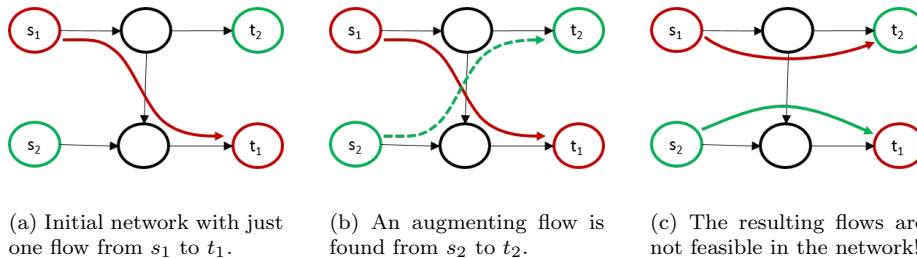 s1 t2 s1 t2 s1 t2
s2 t1 s2 t1 s2 t1
(a) Initial network with just
one flow from s1 to t1.
(b) An augmenting flow is
found from s2 to t2.
(c) The resulting flows are
not feasible in the network!